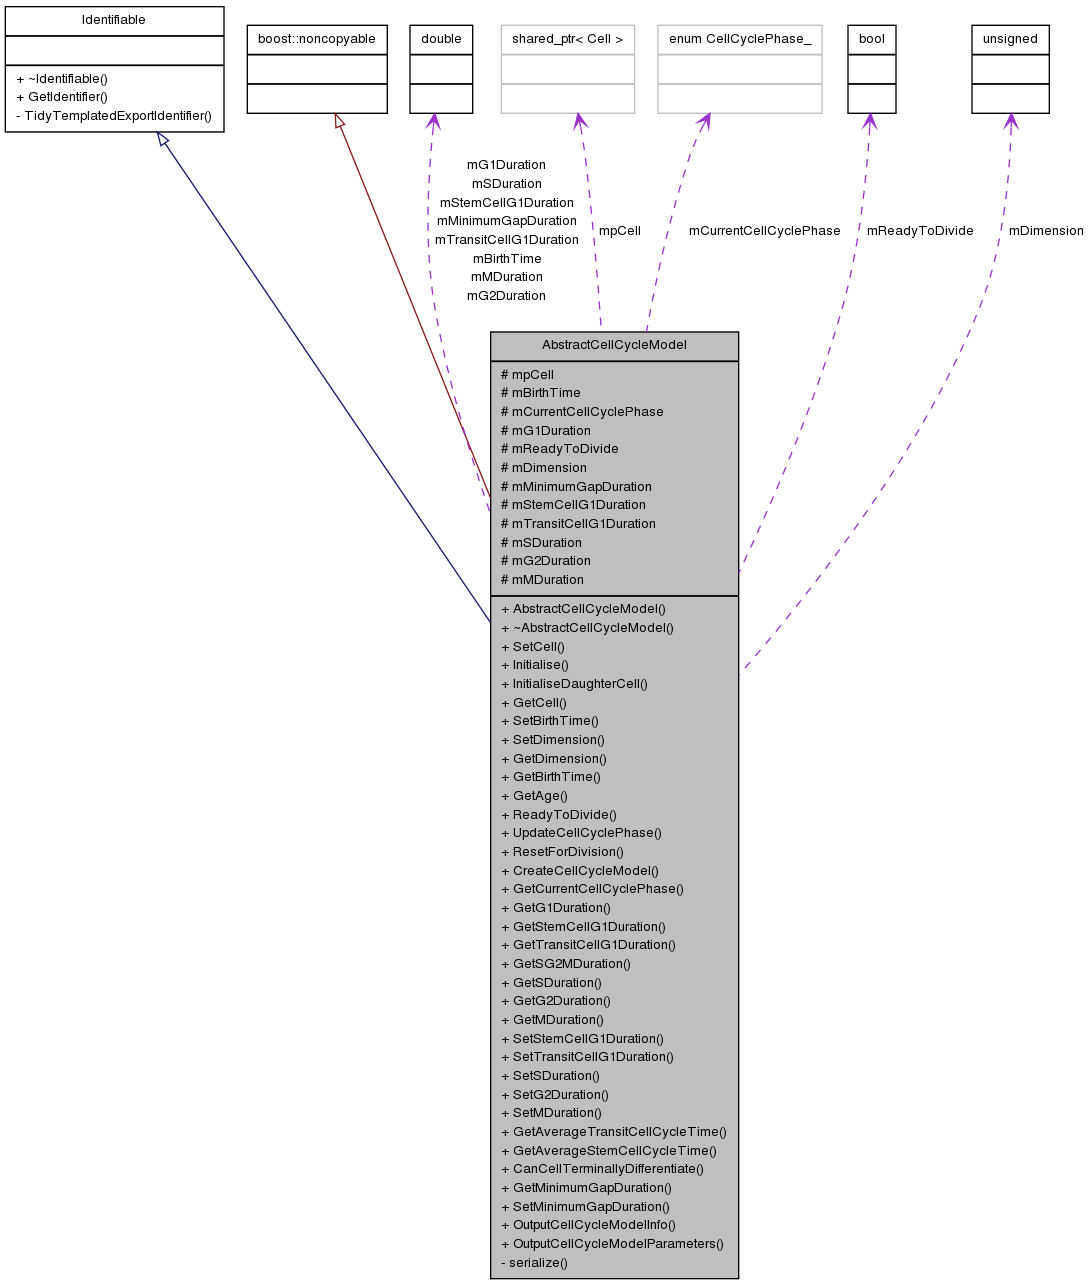 Identifiable
+ ~Identifiable()
+ GetIdentifier()
- TidyTemplatedExportIdentifier()
boost::noncopyable
double
shared_ptr< Cell >
enum CellCyclePhase_
bool
unsigned
mG1Duration
mSDuration
mStemCellG1Duration
mMinimumGapDuration
mTransitCellG1Duration
mBirthTime
mMDuration
mG2Duration
mpCell
mCurrentCellCyclePhase
mReadyToDivide
mDimension
AbstractCellCycleModel
# mpCell
# mBirthTime
# mCurrentCellCyclePhase
# mG1Duration
# mReadyToDivide
# mDimension
# mMinimumGapDuration
# mStemCellG1Duration
# mTransitCellG1Duration
# mSDuration
# mG2Duration
# mMDuration
+ AbstractCellCycleModel()
+ ~AbstractCellCycleModel()
+ SetCell()
+ Initialise()
+ InitialiseDaughterCell()
+ GetCell()
+ SetBirthTime()
+ SetDimension()
+ GetDimension()
+ GetBirthTime()
+ GetAge()
+ ReadyToDivide()
+ UpdateCellCyclePhase()
+ ResetForDivision()
+ CreateCellCycleModel()
+ GetCurrentCellCyclePhase()
+ GetG1Duration()
+ GetStemCellG1Duration()
+ GetTransitCellG1Duration()
+ GetSG2MDuration()
+ GetSDuration()
+ GetG2Duration()
+ GetMDuration()
+ SetStemCellG1Duration()
+ SetTransitCellG1Duration()
+ SetSDuration()
+ SetG2Duration()
+ SetMDuration()
+ GetAverageTransitCellCycleTime()
+ GetAverageStemCellCycleTime()
+ CanCellTerminallyDifferentiate()
+ GetMinimumGapDuration()
+ SetMinimumGapDuration()
+ OutputCellCycleModelInfo()
+ OutputCellCycleModelParameters()
- serialize()